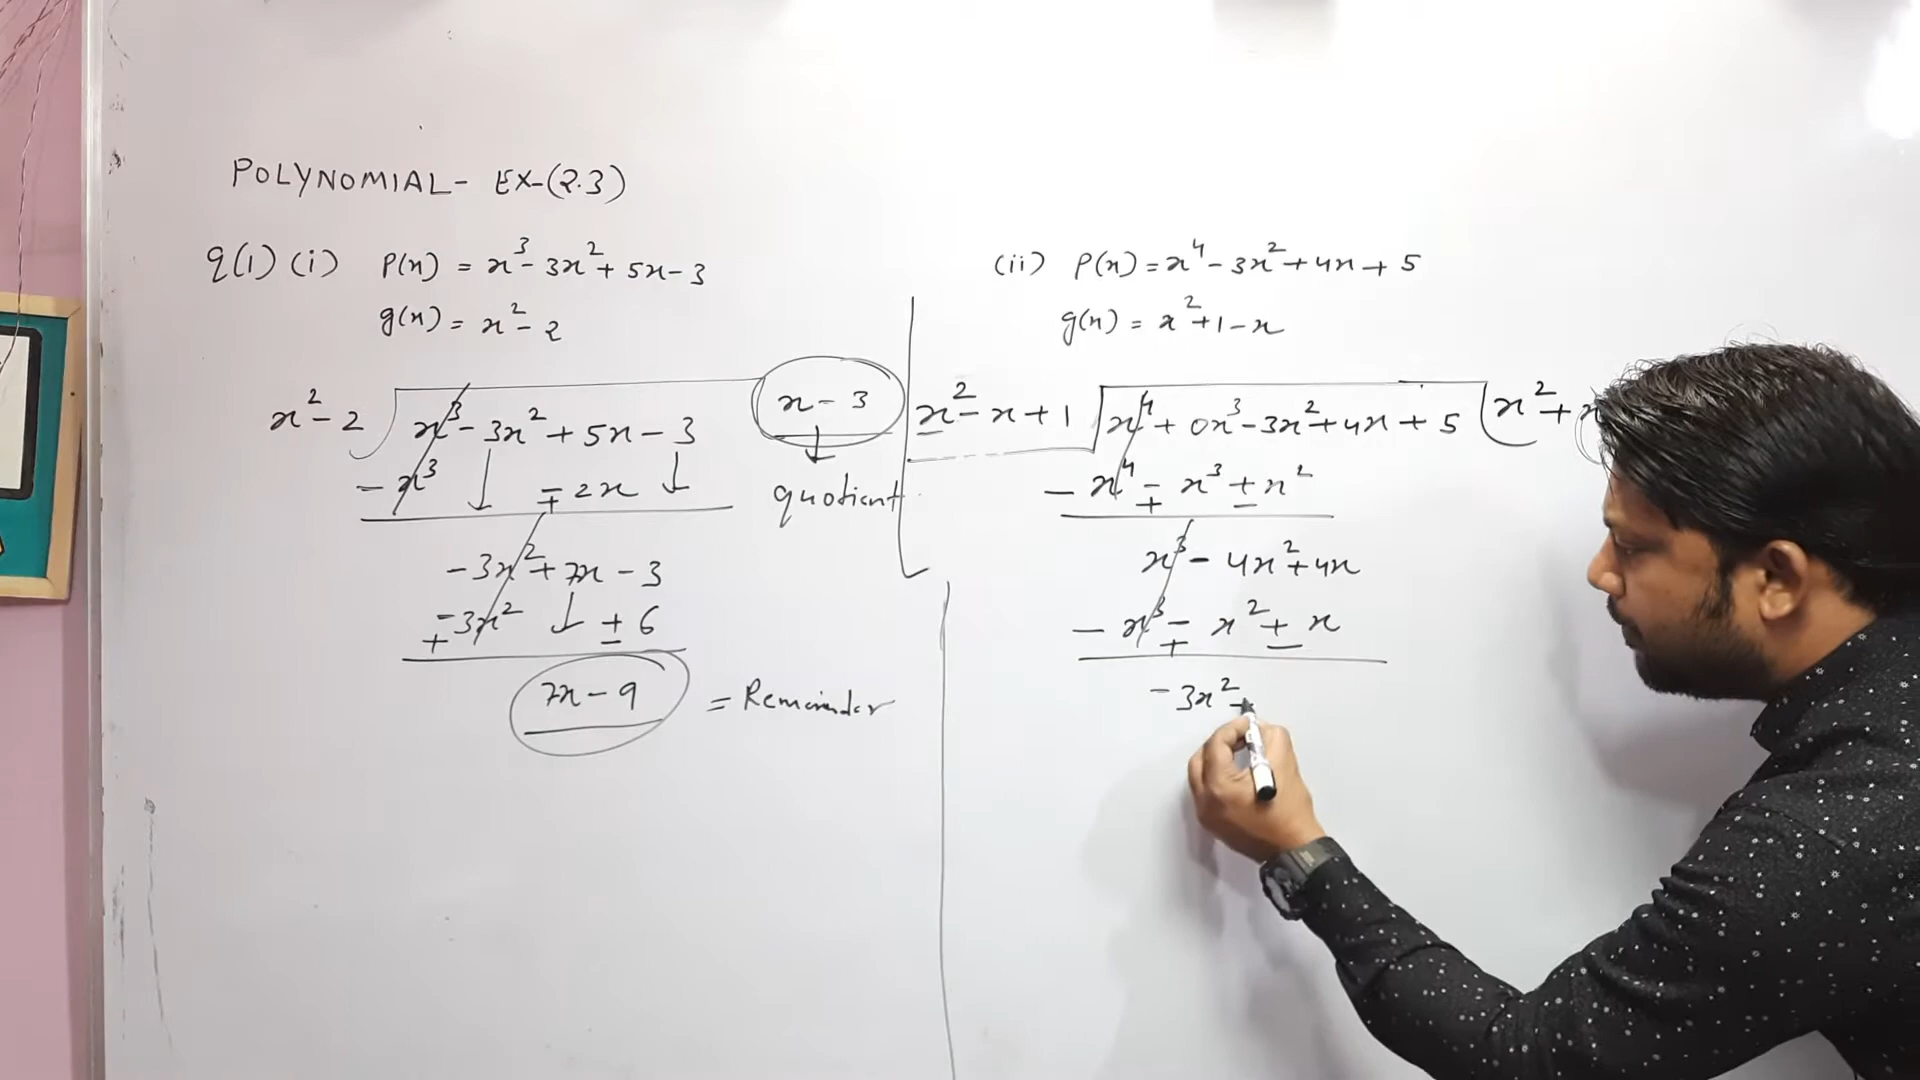 POLYNOMIAL - EX-(2.3)
q(1) (i) P(x) = x³ - 3x² + 5x - 3
g(x) = x² - 2
x² - 2 ) x³ - 3x² + 5x - 3 ( x - 3
- x³ ∓ 2x
quotient
-3x² + 7x - 3
+ -3x² ± 6
7x - 9 = Remainder
(ii) P(x) = x⁴ - 3x² + 4x + 5
g(x) = x² + 1 - x
x² - x + 1 ) x⁴ + 0x³ - 3x² + 4x + 5 ( x² + x
- x⁴ ∓ x³ ± x²
x³ - 4x² + 4x
- x³ ∓ x² ± x
-3x² +